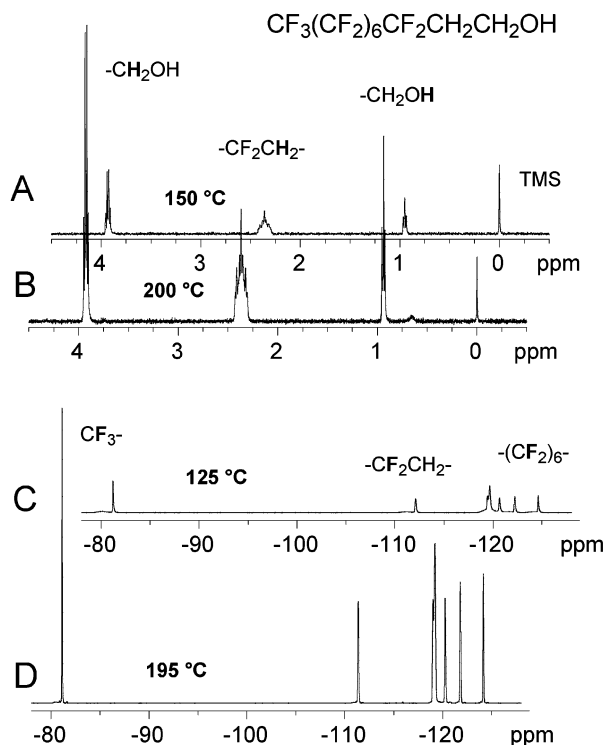 CF3(CF2)6CF2CH2CH2OH
-CH2OH
-CH2OH
-CF2CH2-
A
150 °C
TMS
4 3 2 1 0 ppm
B
200 °C
4 3 2 1 0 ppm
CF3-
-CF2CH2-
-(CF2)6-
C
125 °C
-80 -90 -100 -110 -120 ppm
D
195 °C
-80 -90 -100 -110 -120 ppm